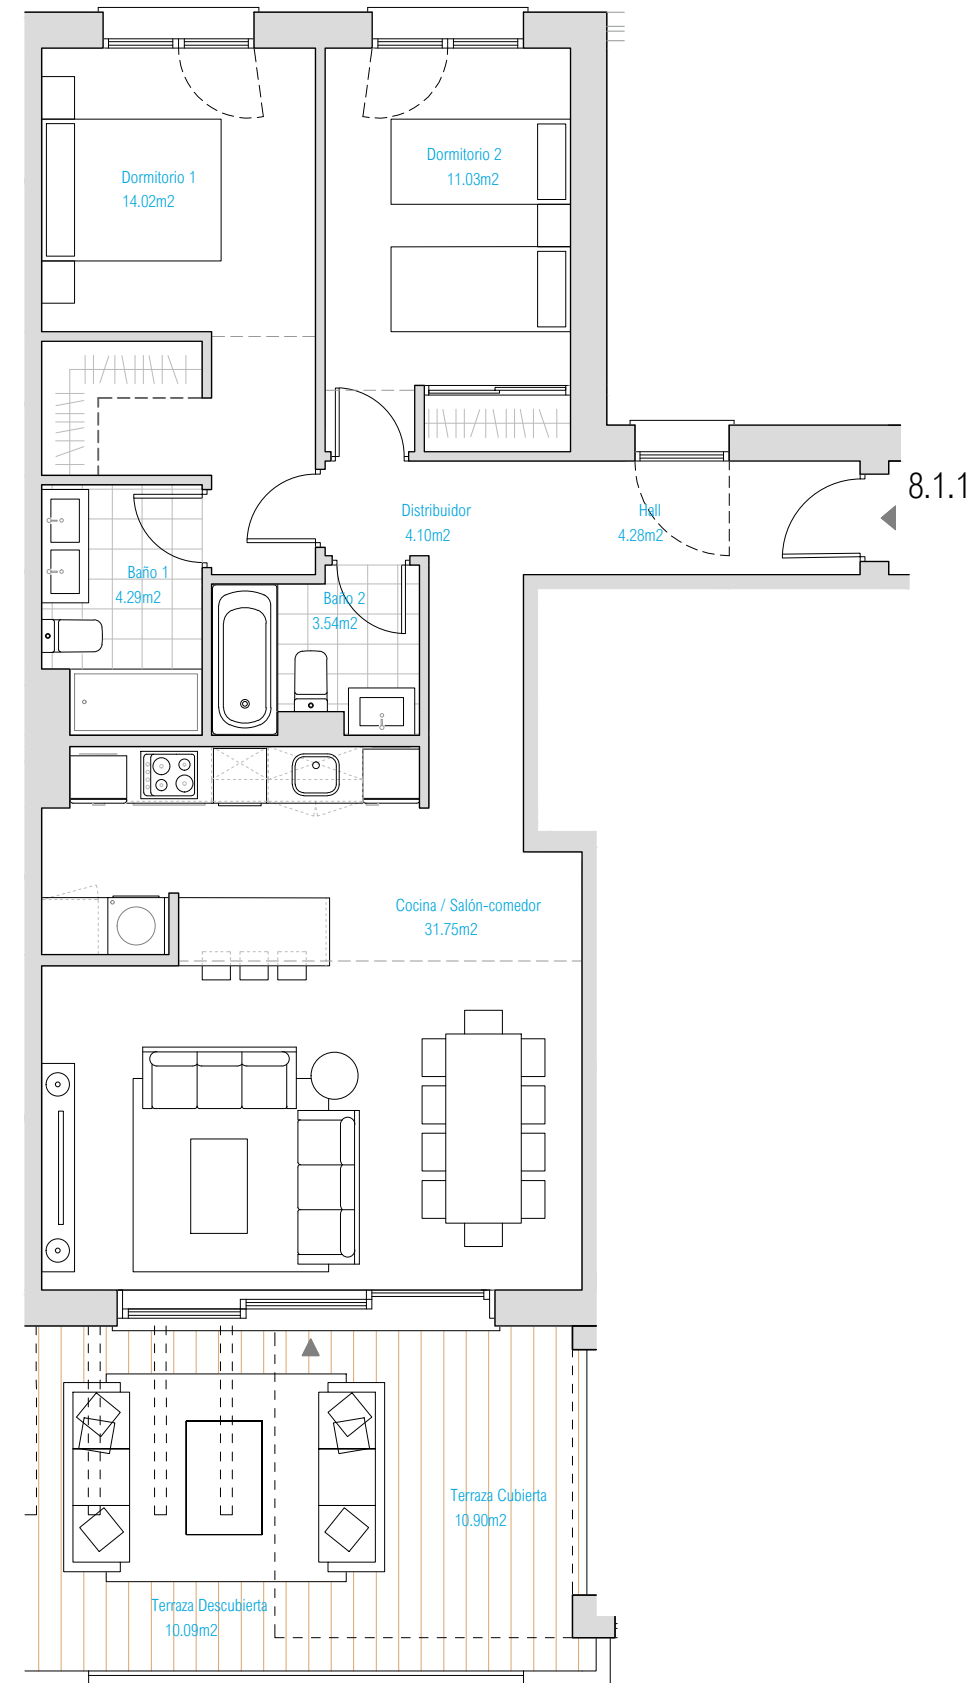 Dormitorio 1
14.02m2
Dormitorio 2
11.03m2
8.1.1
Distribuidor
4.10m2
Hall
4.28m2
Baño 1
4.29m2
Baño 2
3.54m2
Cocina / Salón-comedor
31.75m2
Terraza Cubierta
10.90m2
Terraza Descubierta
10.09m2